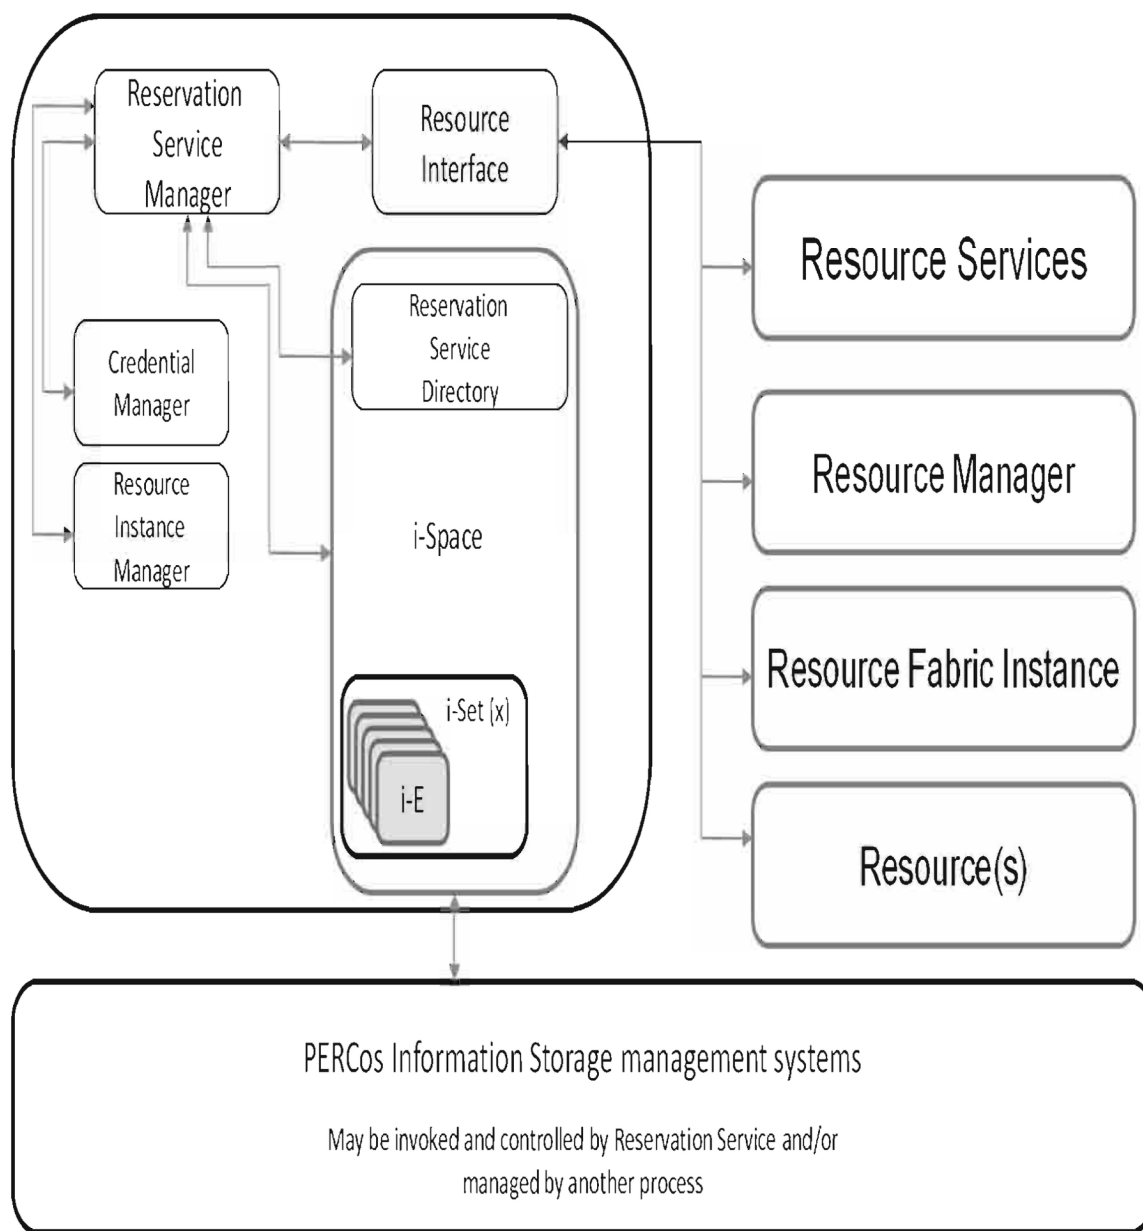 Reservation
Service
Manager
Resource
Interface
Reservation
Service
Directory
Credential
Manager
Resource
Instance
Manager
i-Space
i-Set (x)
i-E
Resource Services
Resource Manager
Resource Fabric Instance
Resource(s)
PERCos Information Storage management systems
May be invoked and controlled by Reservation Service and/or
managed by another process